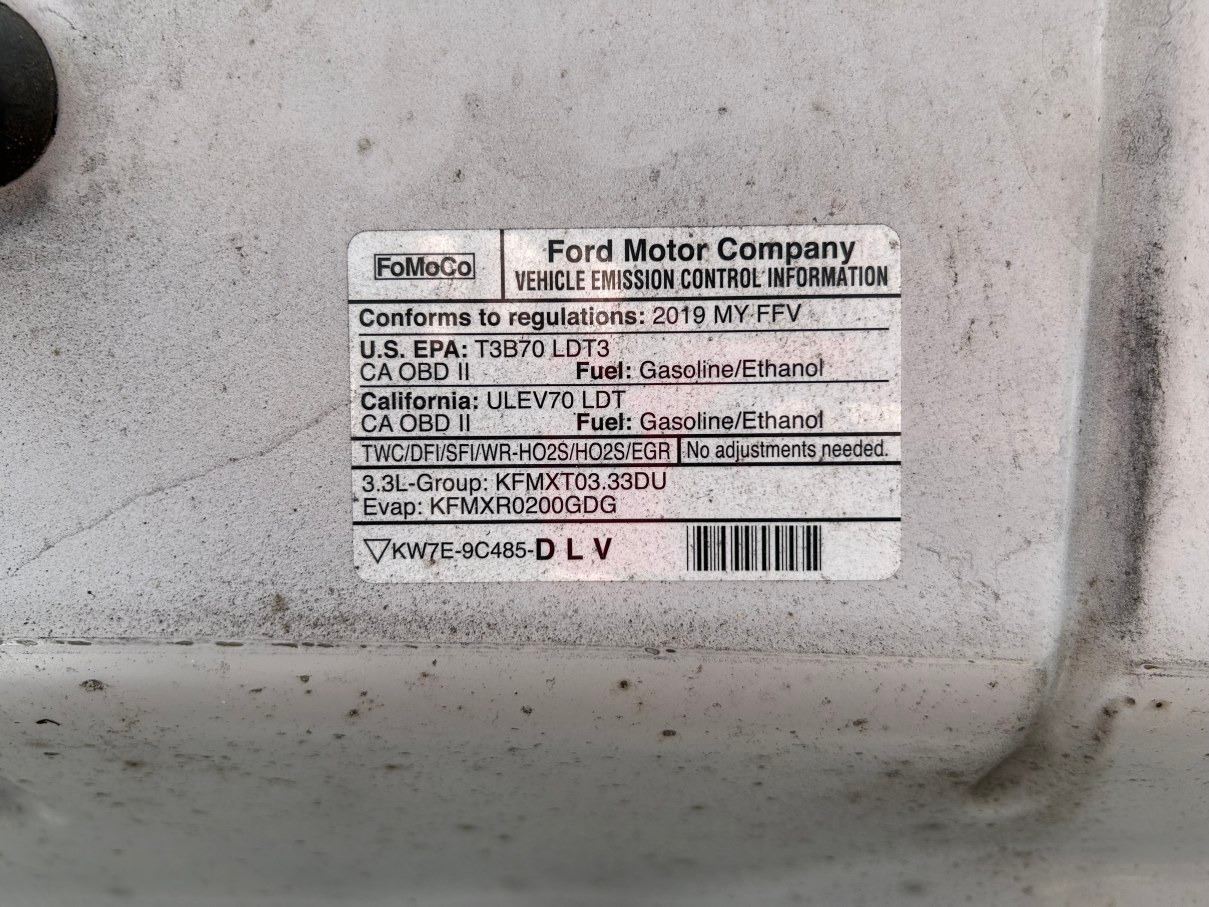 FoMoCo
Ford Motor Company
VEHICLE EMISSION CONTROL INFORMATION
Conforms to regulations: 2019 MY FFV
U.S. EPA: T3B70 LDT3
CA OBD II Fuel: Gasoline/Ethanol
California: ULEV70 LDT
CA OBD II Fuel: Gasoline/Ethanol
TWC/DFI/SFI/WR-HO2S/HO2S/EGR No adjustments needed.
3.3L-Group: KFMXT03.33DU
Evap: KFMXR0200GDG
KW7E-9C485-D L V